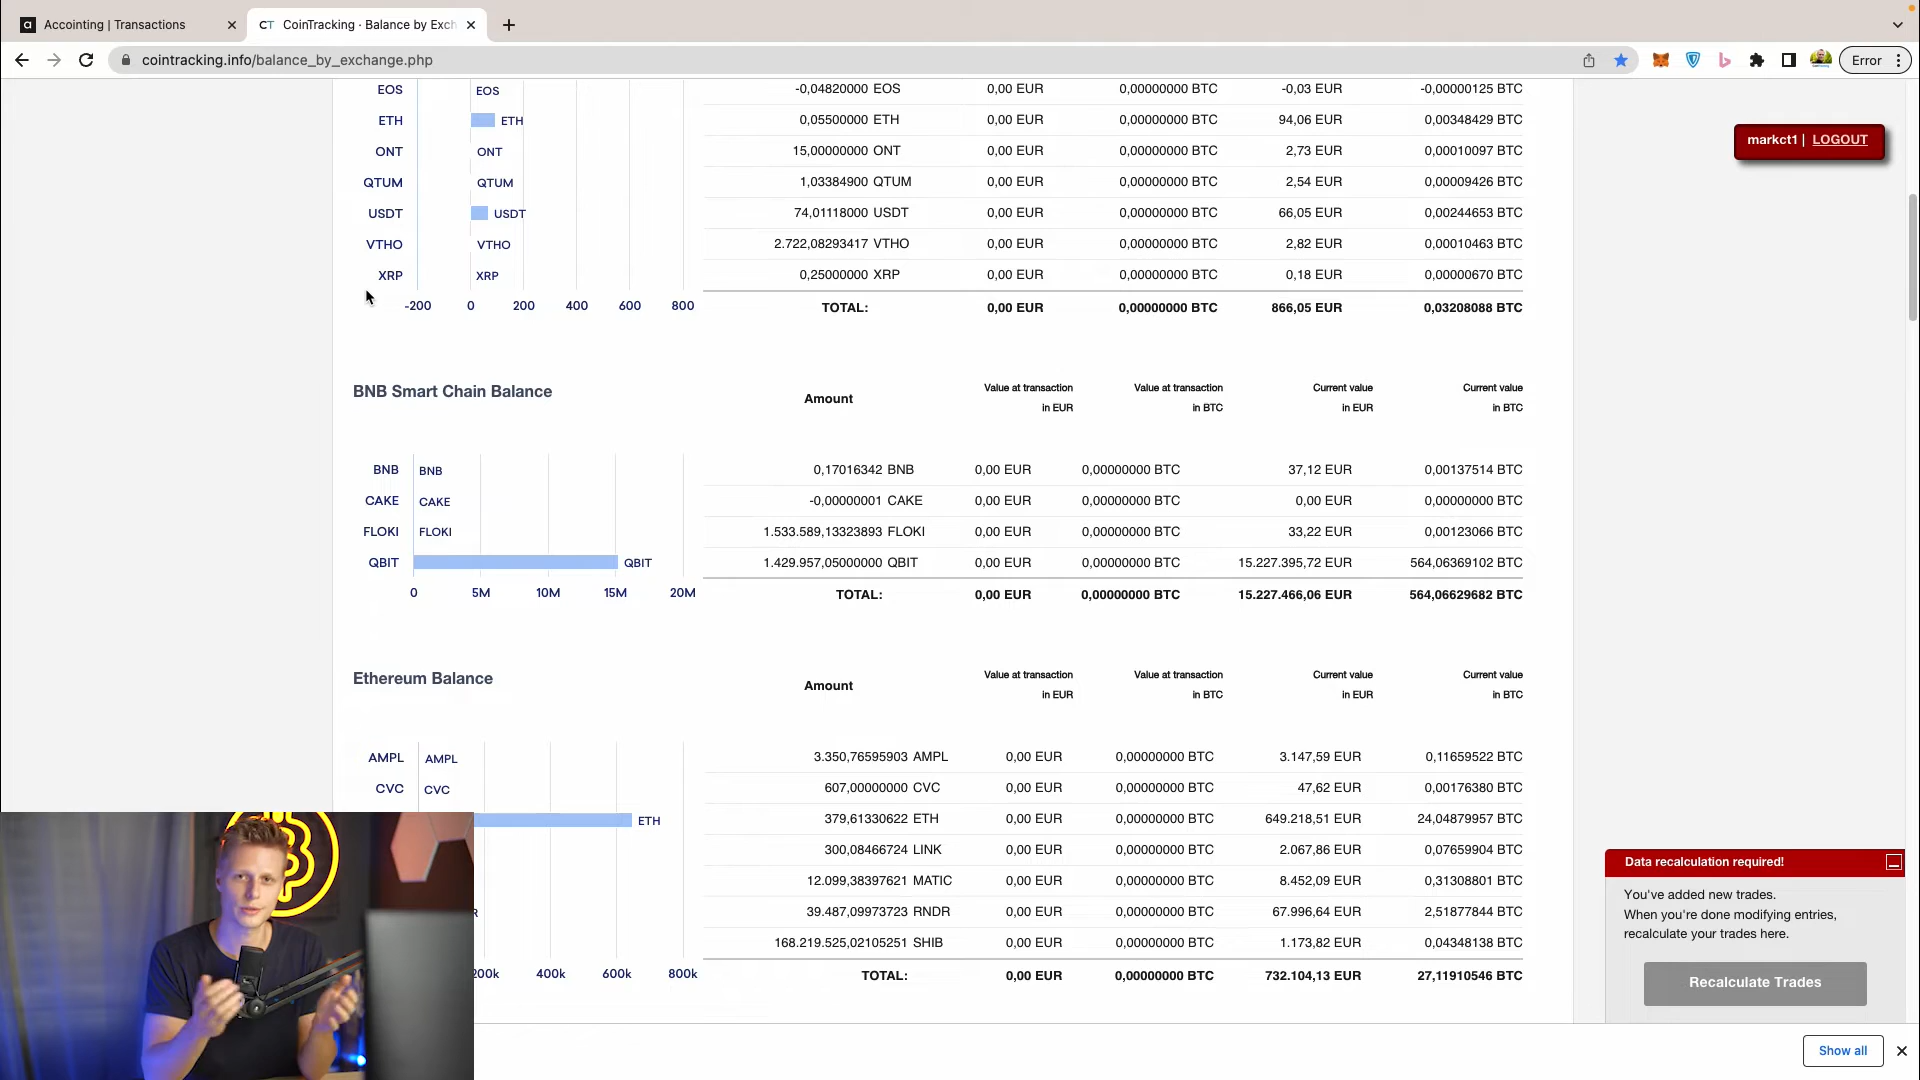 Accointing | Transactions
CT CoinTracking · Balance by Exch
cointracking.info/balance_by_exchange.php
Error
markct1 | LOGOUT
EOS EOS -0,04820000 EOS 0,00 EUR 0,00000000 BTC -0,03 EUR -0,00000125 BTC
ETH ETH 0,05500000 ETH 0,00 EUR 0,00000000 BTC 94,06 EUR 0,00348429 BTC
ONT ONT 15,00000000 ONT 0,00 EUR 0,00000000 BTC 2,73 EUR 0,00010097 BTC
QTUM QTUM 1,03384900 QTUM 0,00 EUR 0,00000000 BTC 2,54 EUR 0,00009426 BTC
USDT USDT 74,01118000 USDT 0,00 EUR 0,00000000 BTC 66,05 EUR 0,00244653 BTC
VTHO VTHO 2.722,08293417 VTHO 0,00 EUR 0,00000000 BTC 2,82 EUR 0,00010463 BTC
XRP XRP 0,25000000 XRP 0,00 EUR 0,00000000 BTC 0,18 EUR 0,00000670 BTC
-200 0 200 400 600 800 TOTAL: 0,00 EUR 0,00000000 BTC 866,05 EUR 0,03208088 BTC
BNB Smart Chain Balance
Amount
Value at transaction
in EUR
Value at transaction
in BTC
Current value
in EUR
Current value
in BTC
BNB BNB 0,17016342 BNB 0,00 EUR 0,00000000 BTC 37,12 EUR 0,00137514 BTC
CAKE CAKE -0,00000001 CAKE 0,00 EUR 0,00000000 BTC 0,00 EUR 0,00000000 BTC
FLOKI FLOKI 1.533.589,13323893 FLOKI 0,00 EUR 0,00000000 BTC 33,22 EUR 0,00123066 BTC
QBIT QBIT 1.429.957,05000000 QBIT 0,00 EUR 0,00000000 BTC 15.227.395,72 EUR 564,06369102 BTC
0 5M 10M 15M 20M TOTAL: 0,00 EUR 0,00000000 BTC 15.227.466,06 EUR 564,06629682 BTC
Ethereum Balance
Amount
Value at transaction
in EUR
Value at transaction
in BTC
Current value
in EUR
Current value
in BTC
AMPL AMPL 3.350,76595903 AMPL 0,00 EUR 0,00000000 BTC 3.147,59 EUR 0,11659522 BTC
CVC CVC 607,00000000 CVC 0,00 EUR 0,00000000 BTC 47,62 EUR 0,00176380 BTC
ETH 379,61330622 ETH 0,00 EUR 0,00000000 BTC 649.218,51 EUR 24,04879957 BTC
300,08466724 LINK 0,00 EUR 0,00000000 BTC 2.067,86 EUR 0,07659904 BTC
12.099,38397621 MATIC 0,00 EUR 0,00000000 BTC 8.452,09 EUR 0,31308801 BTC
R 39.487,09973723 RNDR 0,00 EUR 0,00000000 BTC 67.996,64 EUR 2,51877844 BTC
168.219.525,02105251 SHIB 0,00 EUR 0,00000000 BTC 1.173,82 EUR 0,04348138 BTC
200k 400k 600k 800k TOTAL: 0,00 EUR 0,00000000 BTC 732.104,13 EUR 27,11910546 BTC
Data recalculation required!
You've added new trades.
When you're done modifying entries,
recalculate your trades here.
Recalculate Trades
Show all